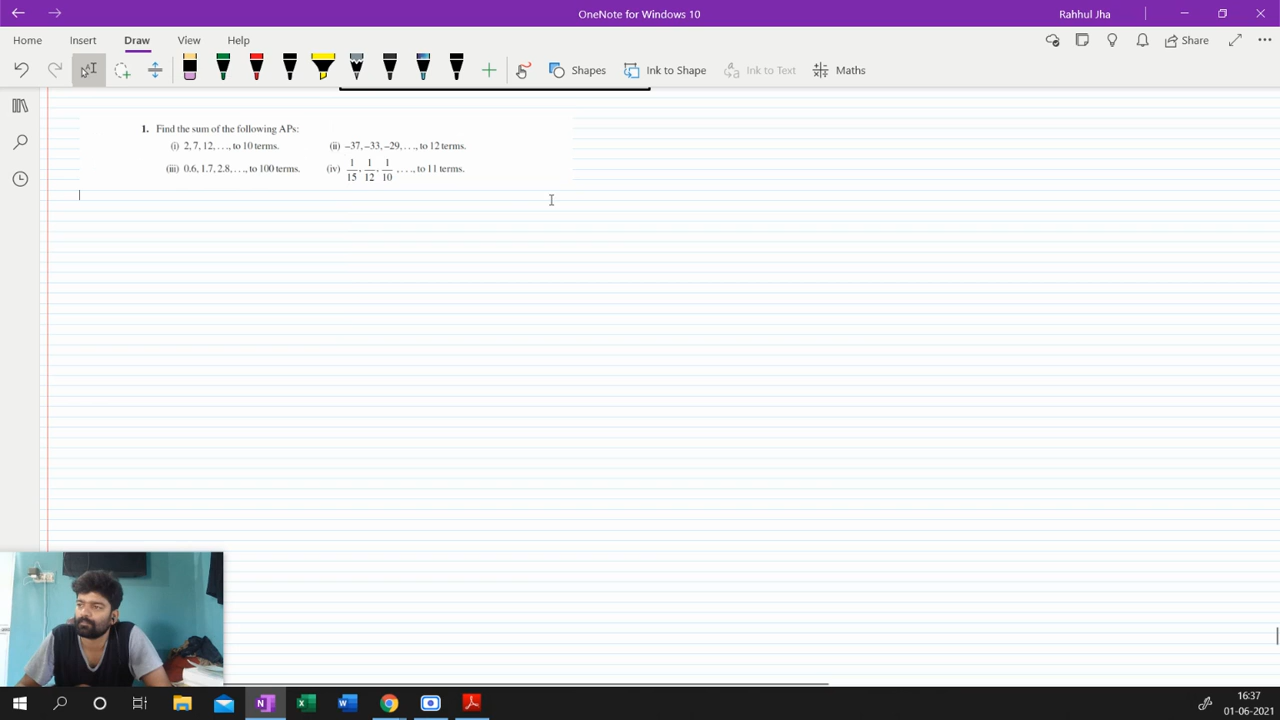 OneNote for Windows 10
Rahhul Jha
Home Insert Draw View Help
Share
Shapes Ink to Shape Ink to Text Maths
1. Find the sum of the following APs:
(i) 2, 7, 12, . . ., to 10 terms. (ii) –37, –33, –29, . . ., to 12 terms.
(iii) 0.6, 1.7, 2.8, . . ., to 100 terms. (iv) 1/15, 1/12, 1/10, . . ., to 11 terms.
16:37
01-06-2021